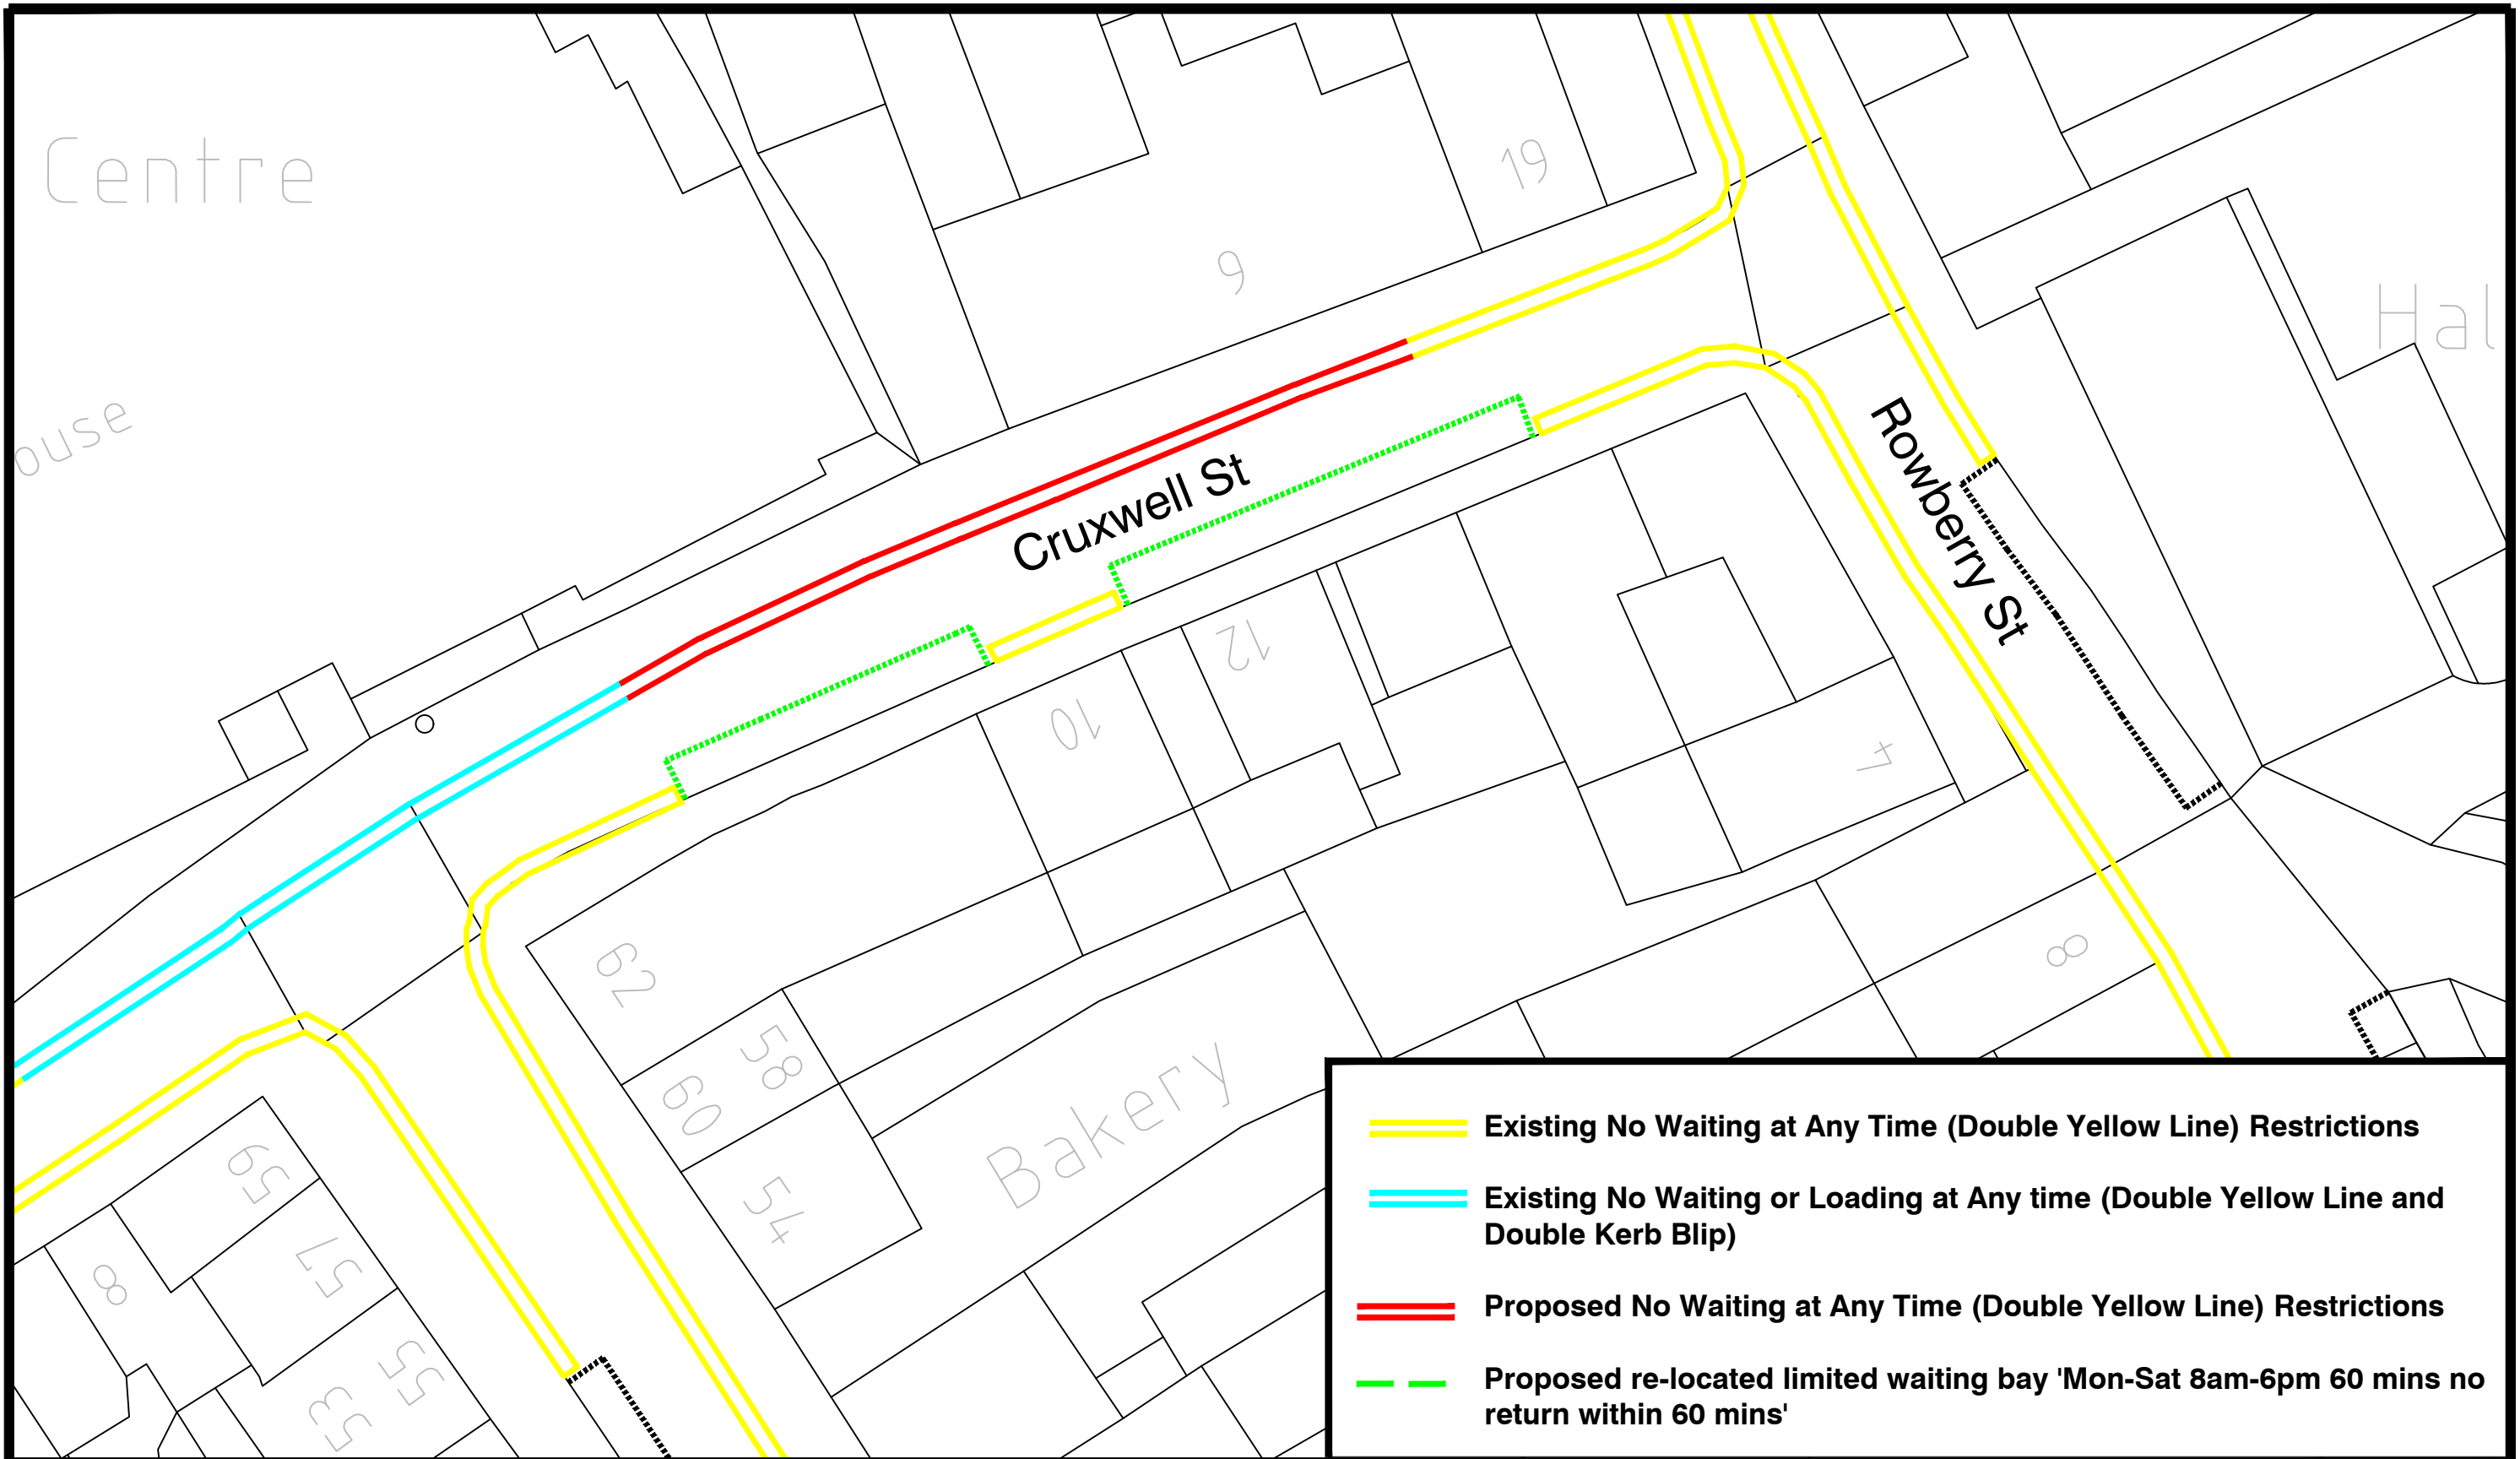 Centre
19
9
Hal
ouse
Cruxwell St
Rowberry St
12
10
4
62
8
58
60
Bakery
65
54
57
8
55
53
Existing No Waiting at Any Time (Double Yellow Line) Restrictions
Existing No Waiting or Loading at Any time (Double Yellow Line and
Double Kerb Blip)
Proposed No Waiting at Any Time (Double Yellow Line) Restrictions
Proposed re-located limited waiting bay 'Mon-Sat 8am-6pm 60 mins no
return within 60 mins'